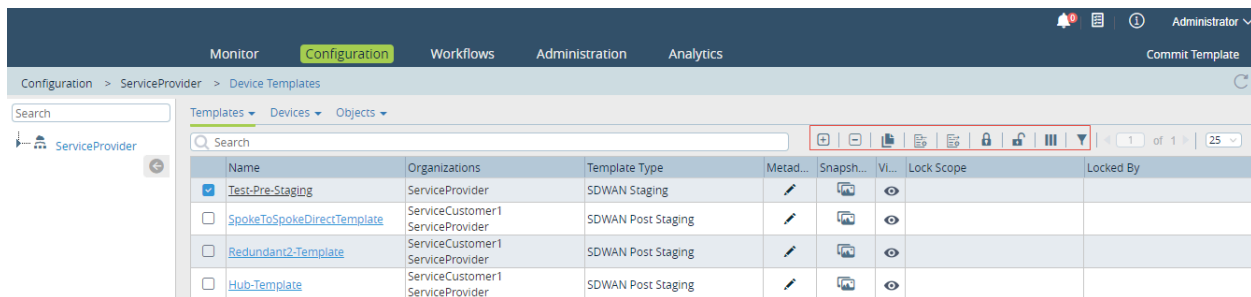 0
Administrator
Monitor Configuration Workflows Administration Analytics Commit Template
Configuration > ServiceProvider > Device Templates
Search
Templates Devices Objects
ServiceProvider
Search
1 of 1 25
Name Organizations Template Type Metad... Snapsh... Vi... Lock Scope Locked By
Test-Pre-Staging ServiceProvider SDWAN Staging
SpokeToSpokeDirectTemplate ServiceCustomer1 SDWAN Post Staging
ServiceProvider
Redundant2-Template ServiceCustomer1 SDWAN Post Staging
ServiceProvider
Hub-Template ServiceCustomer1 SDWAN Post Staging
ServiceProvider